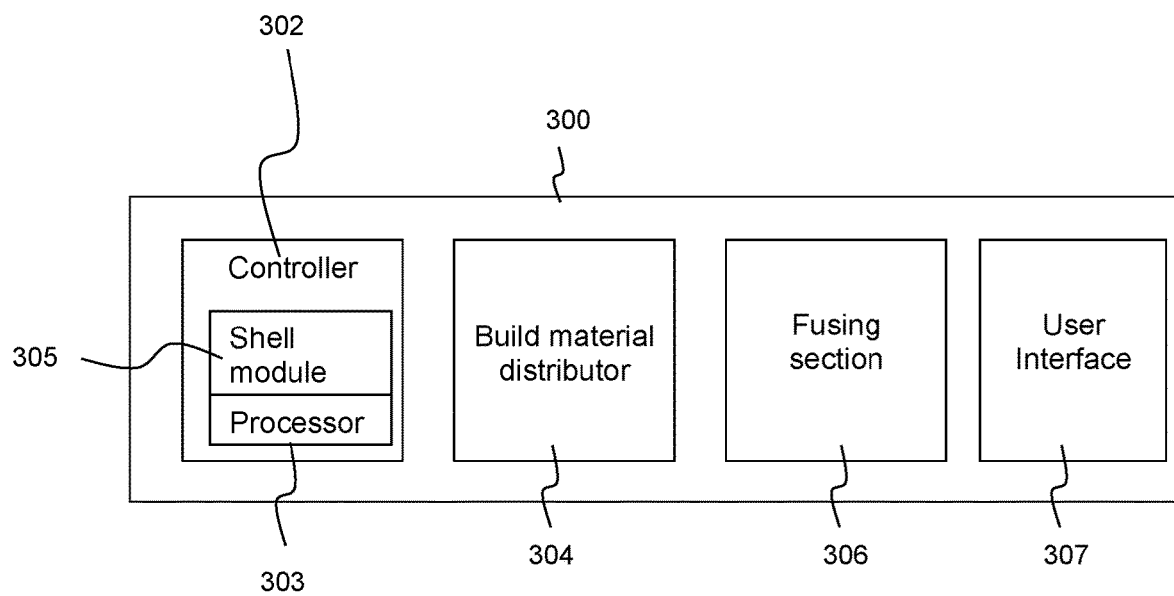 302
300
Controller
Shell
module
Processor
Build material
distributor
Fusing
section
User
Interface
305
303
304
306
307